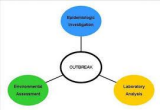 Epidemiologic
Investigation
OUTBREAK
Environmental
Assessment
Laboratory
Analysis